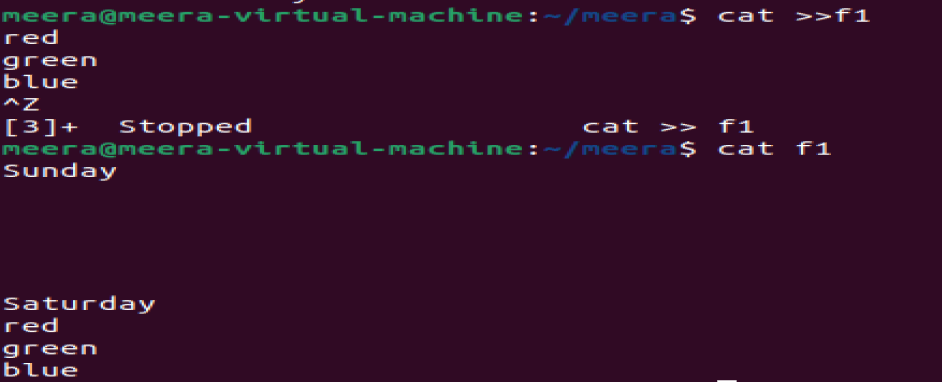 meera@meera-virtual-machine:~/meera$ cat >>f1
red
green
blue
^Z
[3]+  Stopped                 cat >> f1
meera@meera-virtual-machine:~/meera$ cat f1
Sunday
Saturday
red
green
blue